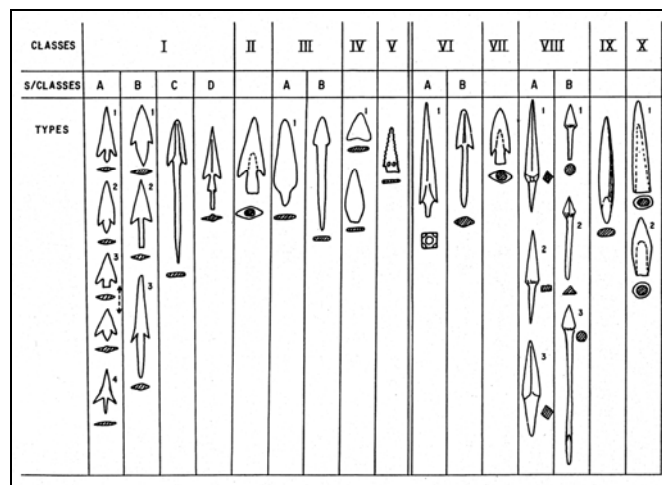 CLASSES I II III IV V VI VII VIII IX X
S/CLASSES A B C D A B A B A B
TYPES 1 1 1 1 1 1 1 1 1
2 2 2 2 2
3 3 3 3
4